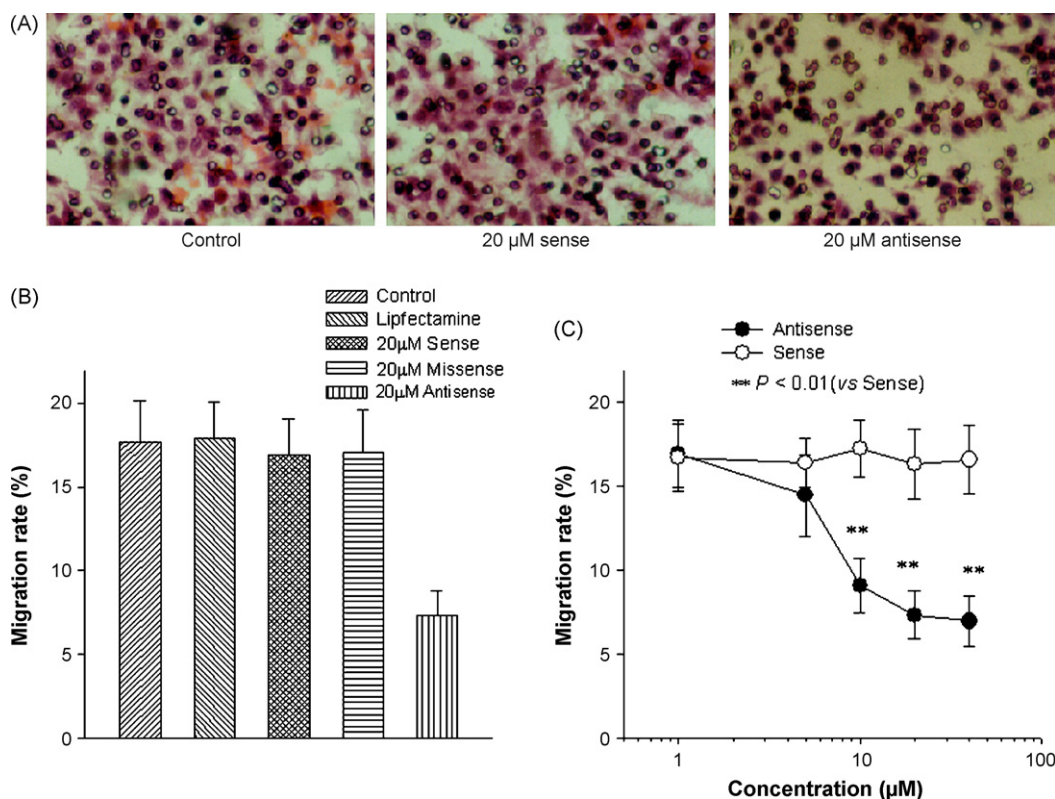 (A)
Control
20 µM sense
20 µM antisense
(B)
Control
Lipfectamine
20µM Sense
20µM Missense
20µM Antisense
Migration rate (%)
20
15
10
5
0
(C)
Antisense
Sense
** P < 0.01(vs Sense)
Migration rate (%)
20
15
10
5
0
**
**
**
1
10
100
Concentration (µM)